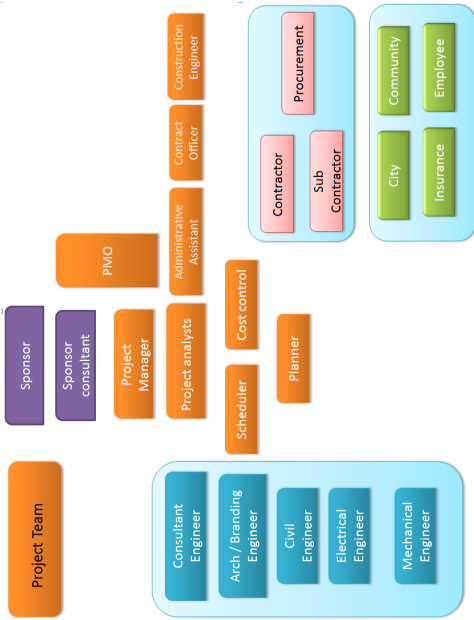 Project Team
Sponsor
Sponsor
consultant
PMO
Project
Manager
Project analysts
Administrative
Assistant
Contract
Officer
Construction
Engineer
Scheduler
Cost control
Planner
Consultant
Engineer
Arch / Branding
Engineer
Civil
Engineer
Electrical
Engineer
Mechanical
Engineer
Procurement
Contractor
Sub
Contractor
Community
Employee
City
Insurance